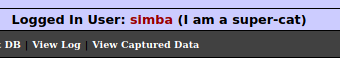 Logged In User: simba (I am a super-cat)
DB | View Log | View Captured Data